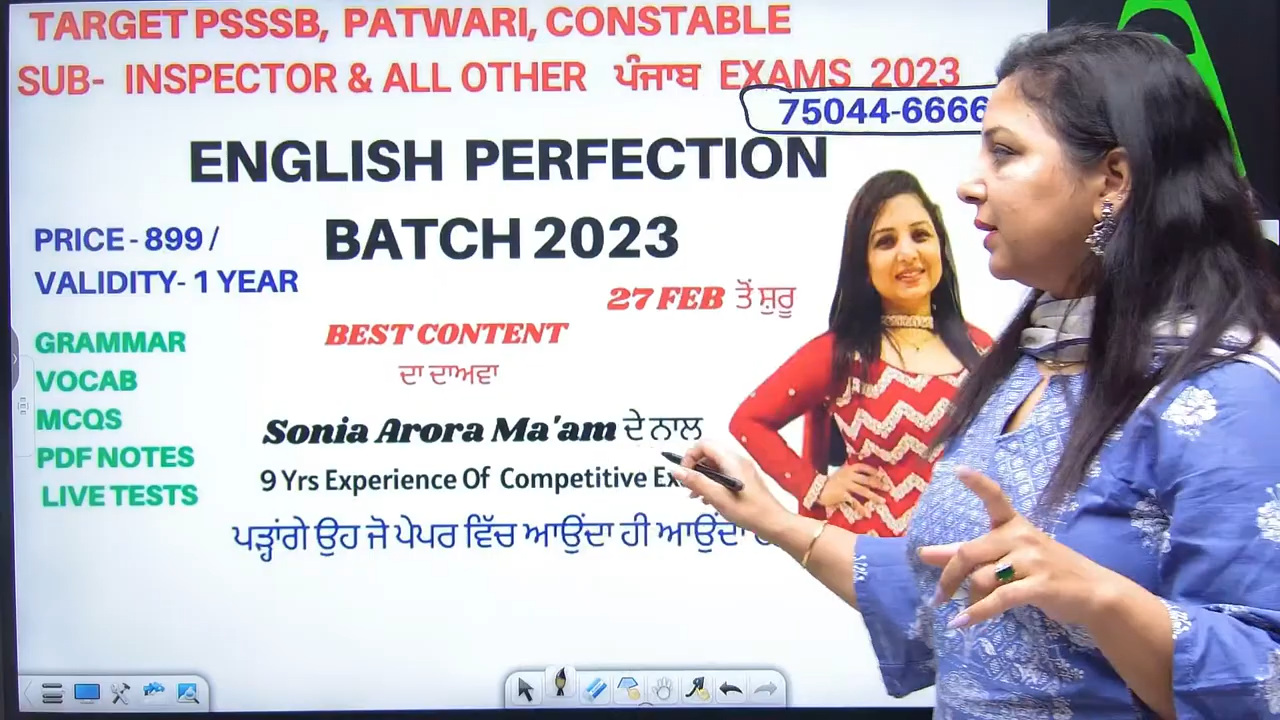 TARGET PSSSB, PATWARI, CONSTABLE
SUB- INSPECTOR & ALL OTHER ਪੰਜਾਬ EXAMS 2023
75044-6666
ENGLISH PERFECTION
BATCH 2023
PRICE - 899 /
VALIDITY- 1 YEAR
27 FEB ਤੋਂ ਸ਼ੁਰੂ
BEST CONTENT
ਦਾ ਦਾਅਵਾ
GRAMMAR
VOCAB
MCQS
PDF NOTES
LIVE TESTS
Sonia Arora Ma'am ਦੇ ਨਾਲ
9 Yrs Experience Of Competitive
ਪੜ੍ਹਾਂਗੇ ਉਹ ਜੋ ਪੇਪਰ ਵਿੱਚ ਆਉਂਦਾ ਹੀ ਆਉਂਦਾ